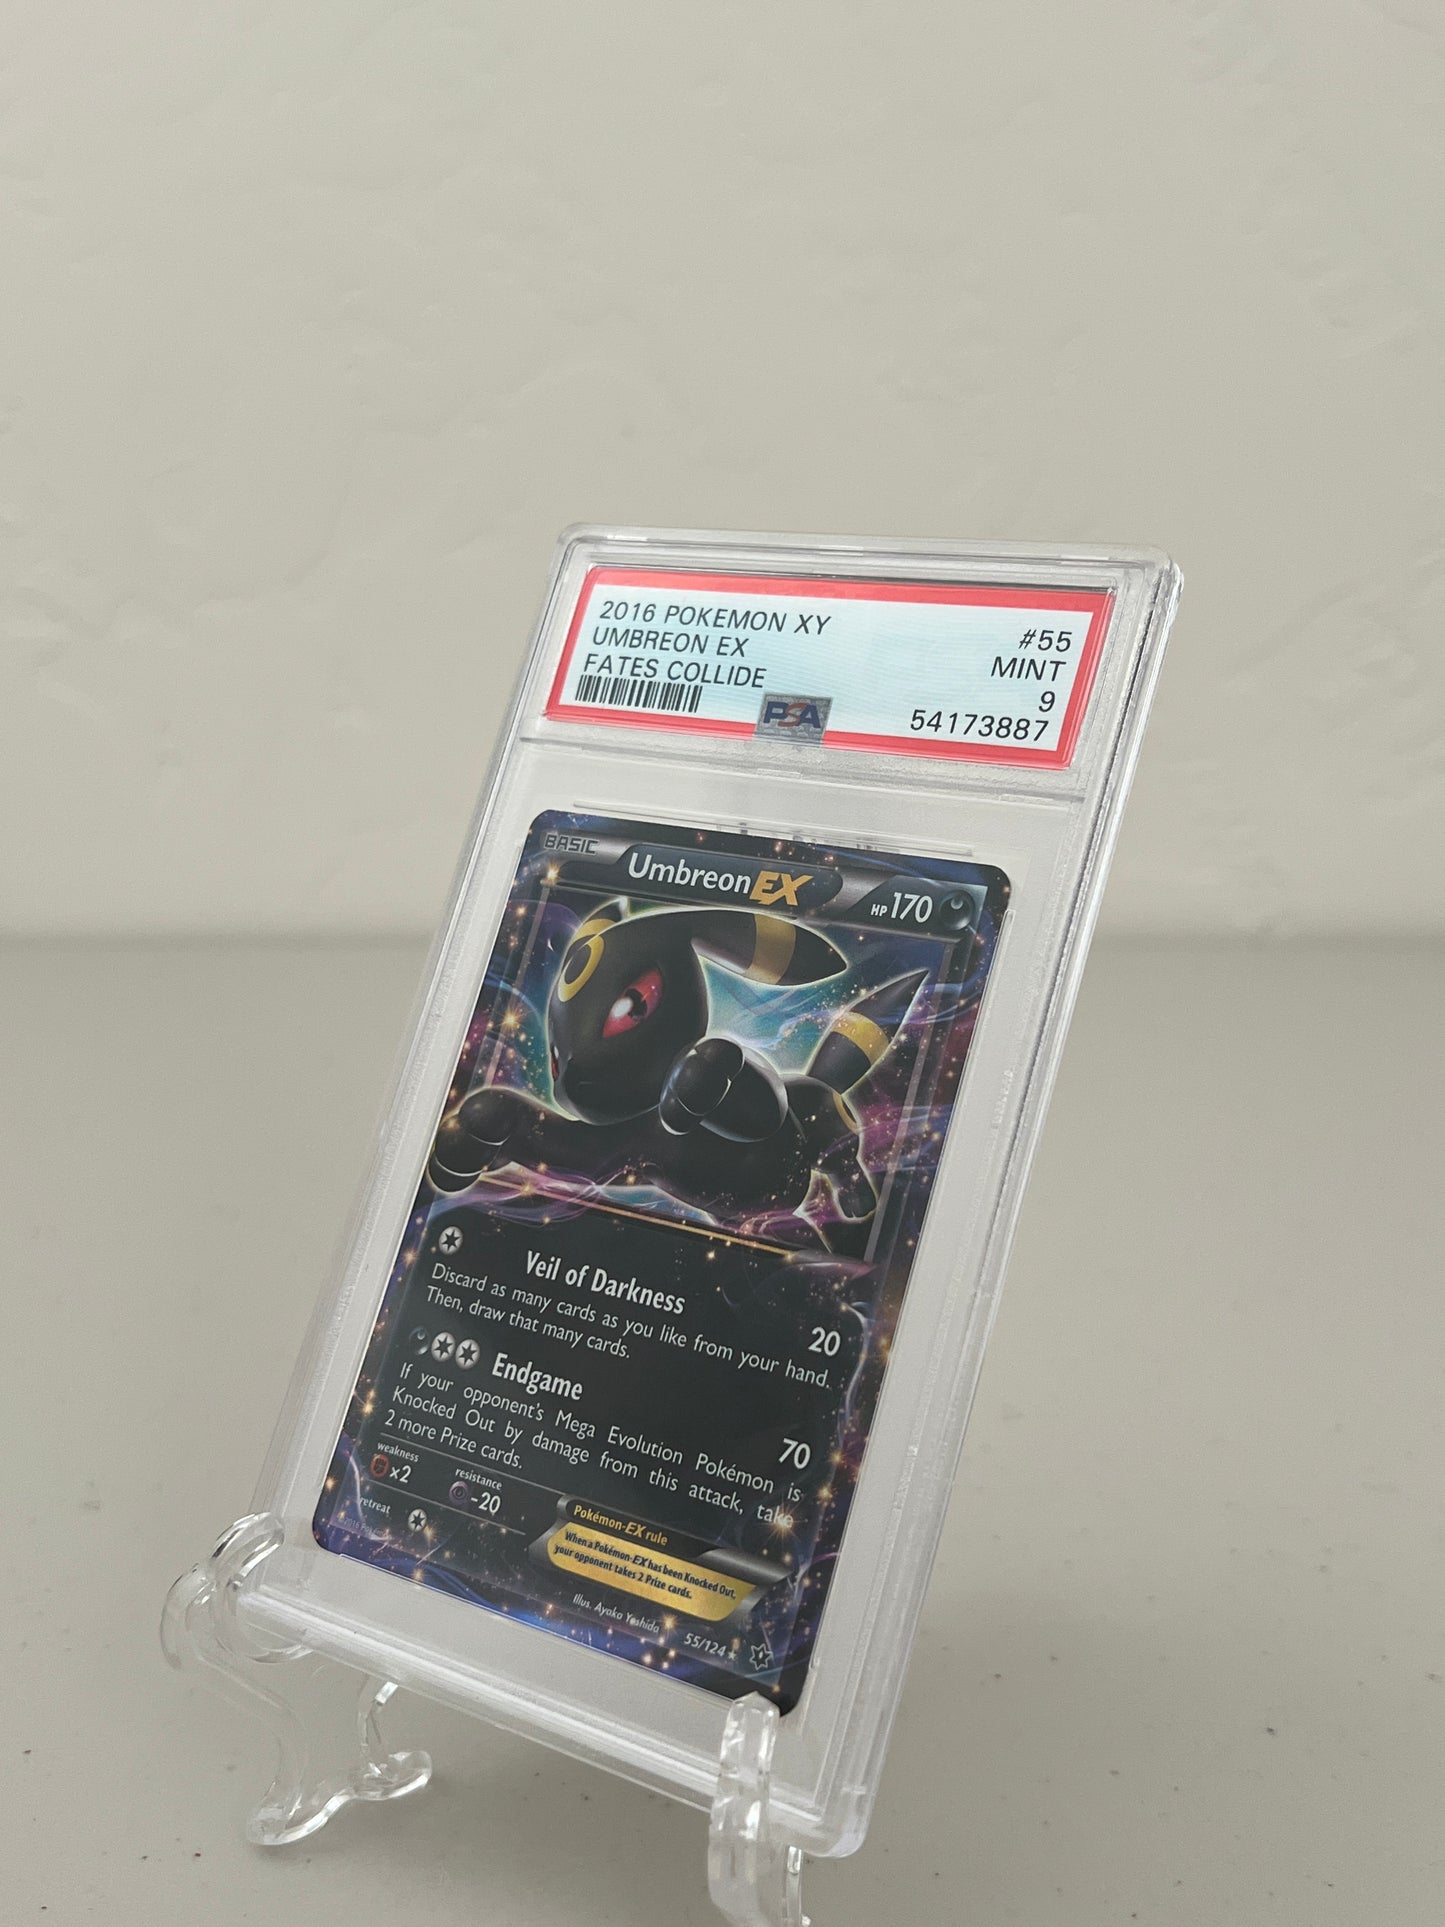 2016 POKEMON XY
#55
UMBREON EX
MINT
FATES COLLIDE
9
PSA
54173887
BASIC
Umbreon EX
HP 170
Veil of Darkness
20
Discard as many cards as you like from your hand.
Then, draw that many cards.
Endgame
70
If your opponent's Mega Evolution Pokémon is
Knocked Out by damage from this attack, take
2 more Prize cards.
weakness
×2
resistance
-20
retreat
Pokémon-EX rule
When a Pokémon-EX has been Knocked Out,
your opponent takes 2 Prize cards.
Illus. Ayaka Yoshida
55/124 ★